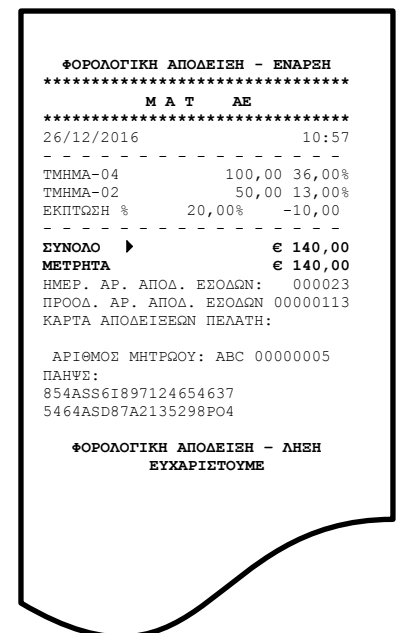 ΦΟΡΟΛΟΓΙΚΗ ΑΠΟΔΕΙΞΗ - ΕΝΑΡΞΗ
********************************
Μ Α Τ ΑΕ
********************************
26/12/2016 10:57
- - - - - - - - - - - - - - - -
ΤΜΗΜΑ-04 100,00 36,00%
ΤΜΗΜΑ-02 50,00 13,00%
ΕΚΠΤΩΣΗ % 20,00% -10,00
- - - - - - - - - - - - - - - -
ΣΥΝΟΛΟ € 140,00
ΜΕΤΡΗΤΑ € 140,00
ΗΜΕΡ. ΑΡ. ΑΠΟΔ. ΕΣΟΔΩΝ: 000023
ΠΡΟΟΔ. ΑΡ. ΑΠΟΔ. ΕΣΟΔΩΝ 00000113
ΚΑΡΤΑ ΑΠΟΔΕΙΞΕΩΝ ΠΕΛΑΤΗ:
ΑΡΙΘΜΟΣ ΜΗΤΡΩΟΥ: ABC 00000005
ΠΑΗΨΣ:
854ASS6I897124654637
5464ASD87A2135298PO4
ΦΟΡΟΛΟΓΙΚΗ ΑΠΟΔΕΙΞΗ – ΛΗΞΗ
ΕΥΧΑΡΙΣΤΟΥΜΕ